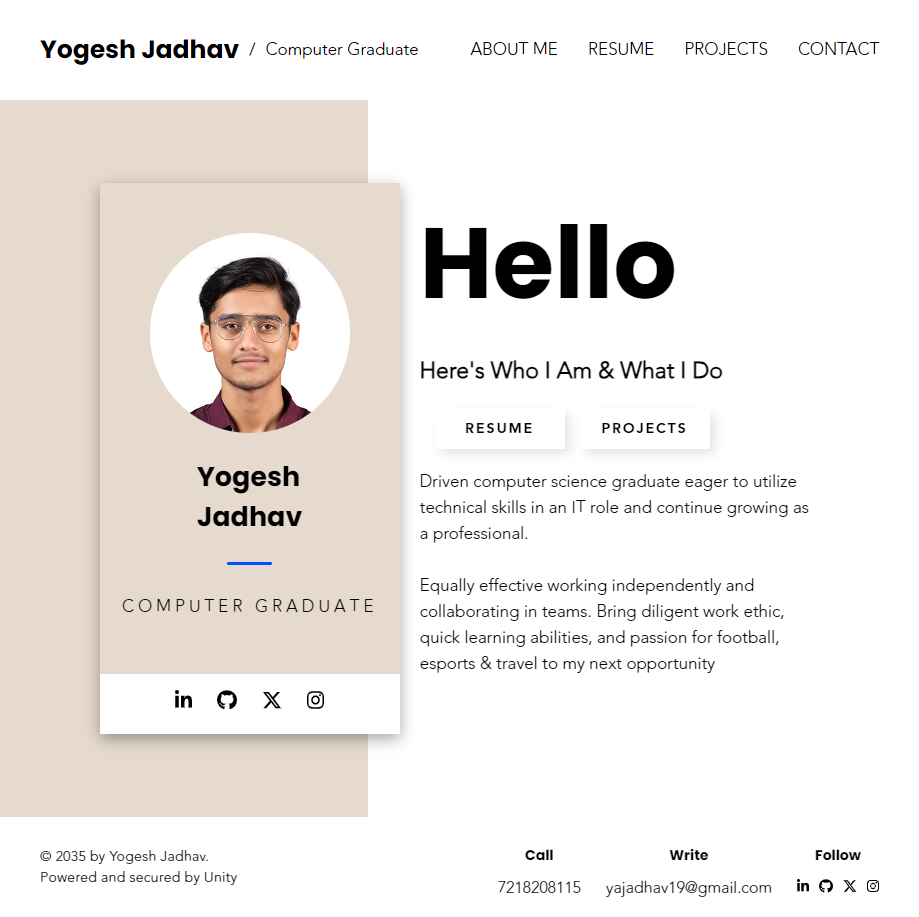 Yogesh Jadhav / Computer Graduate ABOUT ME RESUME PROJECTS CONTACT
Yogesh
Jadhav
COMPUTER GRADUATE
Hello
Here's Who I Am & What I Do
RESUME PROJECTS
Driven computer science graduate eager to utilize
technical skills in an IT role and continue growing as
a professional.
Equally effective working independently and
collaborating in teams. Bring diligent work ethic,
quick learning abilities, and passion for football,
esports & travel to my next opportunity
© 2035 by Yogesh Jadhav.
Powered and secured by Unity
Call
7218208115
Write
yajadhav19@gmail.com
Follow